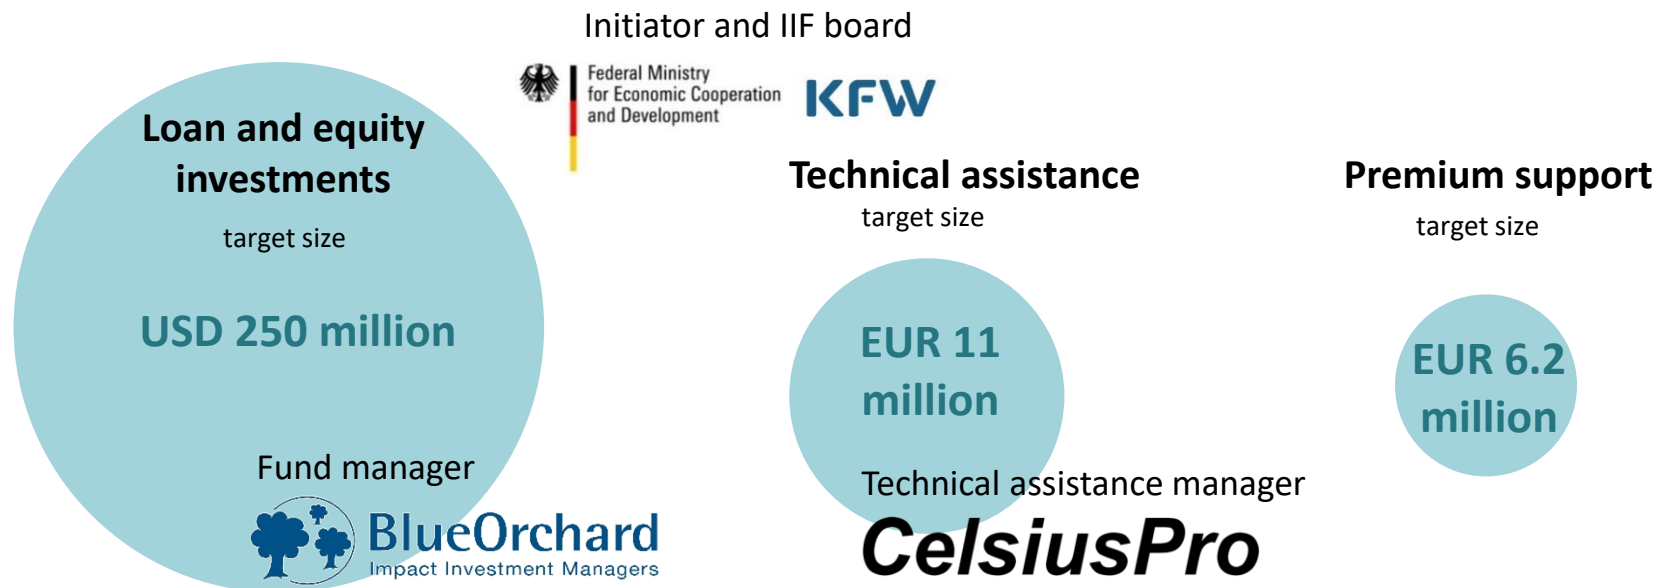 Initiator and IIF board
Federal Ministry
for Economic Cooperation
and Development
KFW
Loan and equity
investments
target size
USD 250 million
Fund manager
BlueOrchard
Impact Investment Managers
Technical assistance
target size
EUR 11
million
Technical assistance manager
CelsiusPro
Premium support
target size
EUR 6.2
million